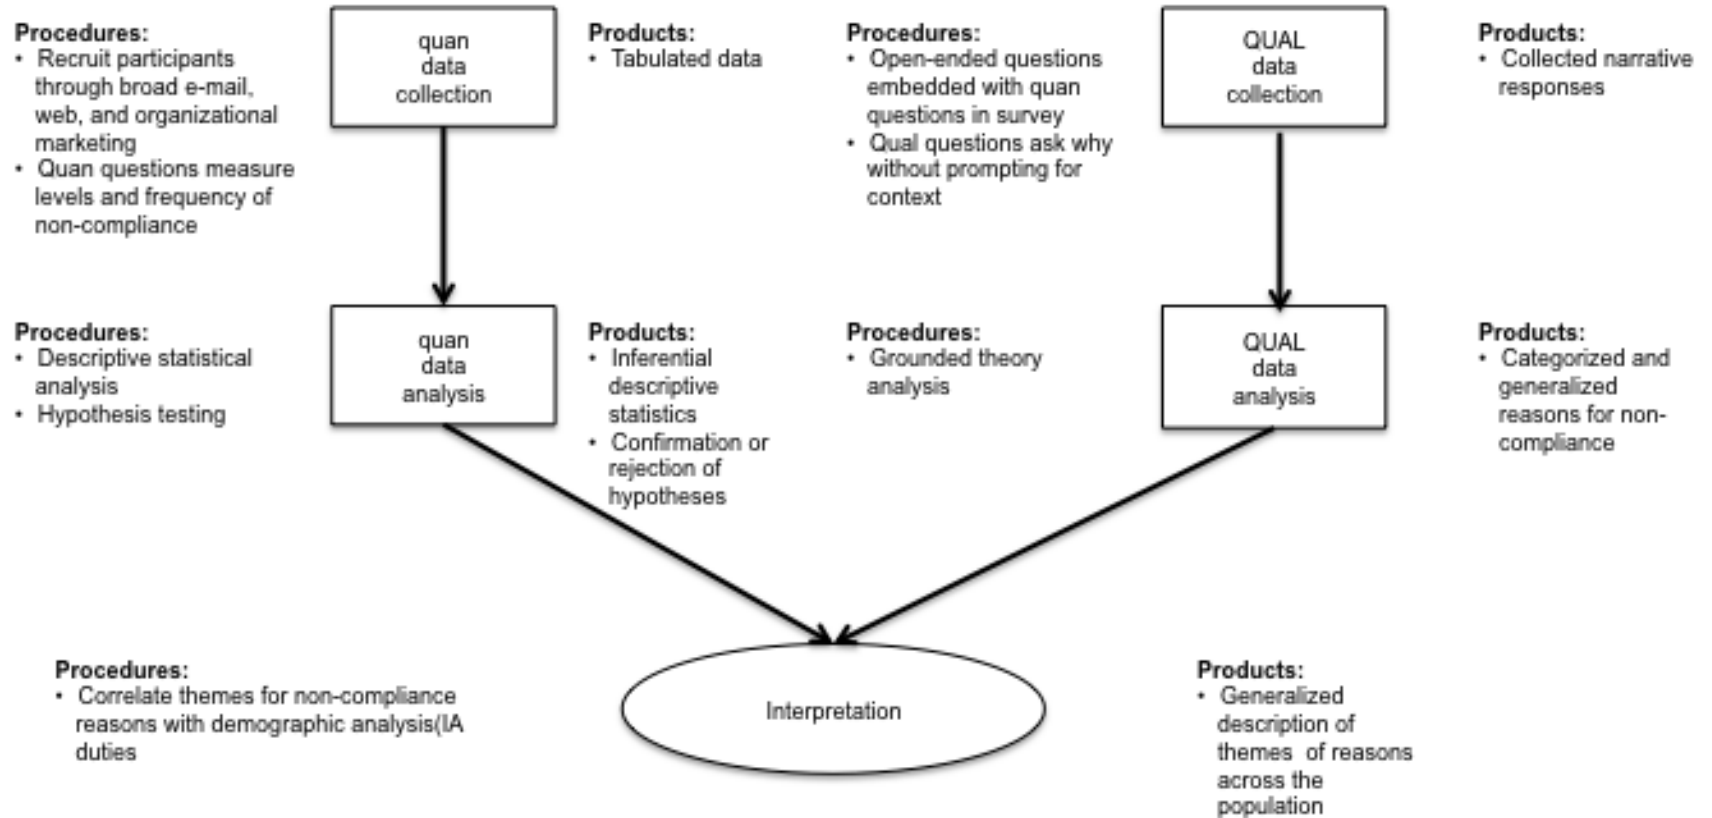 Procedures:
• Recruit participants
through broad e-mail,
web, and organizational
marketing
• Quan questions measure
levels and frequency of
non-compliance
quan
data
collection
Products:
• Tabulated data
Procedures:
• Open-ended questions
embedded with quan
questions in survey
• Qual questions ask why
without prompting for
context
QUAL
data
collection
Products:
• Collected narrative
responses
Procedures:
• Descriptive statistical
analysis
• Hypothesis testing
quan
data
analysis
Products:
• Inferential
descriptive
statistics
• Confirmation or
rejection of
hypotheses
Procedures:
• Grounded theory
analysis
QUAL
data
analysis
Products:
• Categorized and
generalized
reasons for non-
compliance
Procedures:
• Correlate themes for non-compliance
reasons with demographic analysis(IA
duties
Interpretation
Products:
• Generalized
description of
themes of reasons
across the
population